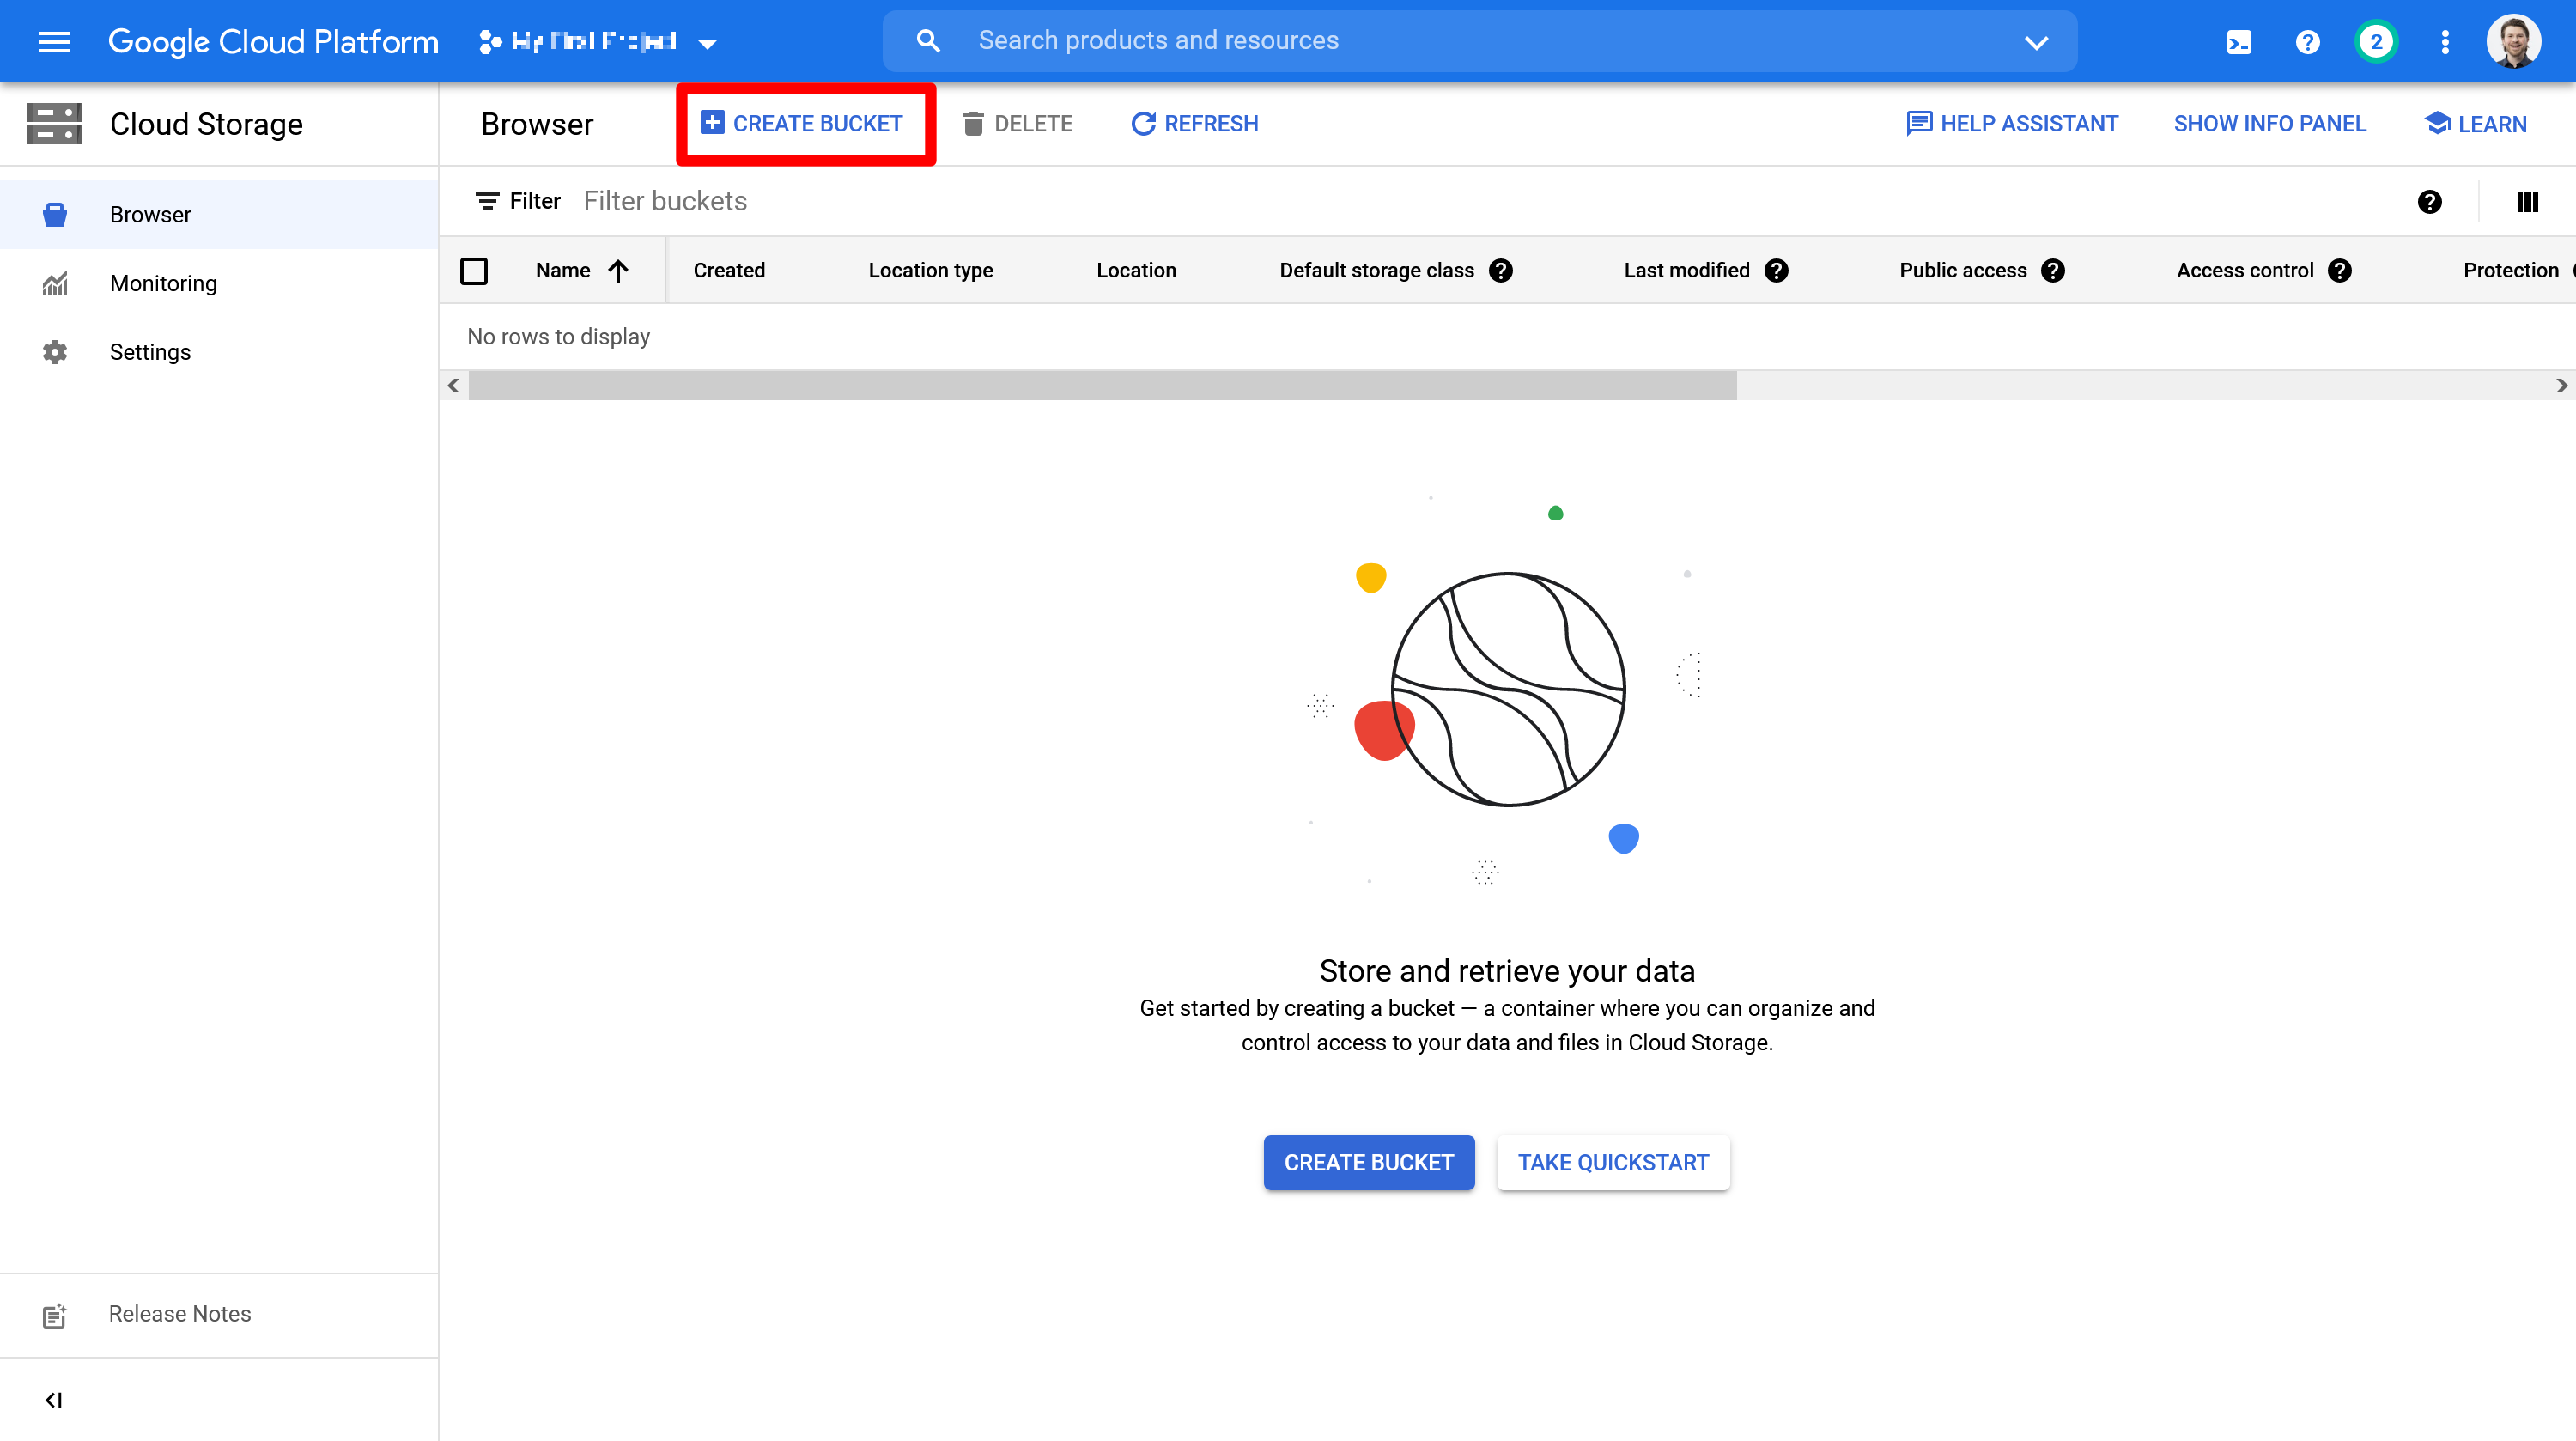 Google Cloud Platform
Search products and resources
2
Cloud Storage
Browser
CREATE BUCKET
DELETE
REFRESH
HELP ASSISTANT
SHOW INFO PANEL
LEARN
Browser
Monitoring
Settings
Filter
Filter buckets
Name
Created
Location type
Location
Default storage class
Last modified
Public access
Access control
Protection
No rows to display
Store and retrieve your data
Get started by creating a bucket — a container where you can organize and
control access to your data and files in Cloud Storage.
CREATE BUCKET
TAKE QUICKSTART
Release Notes